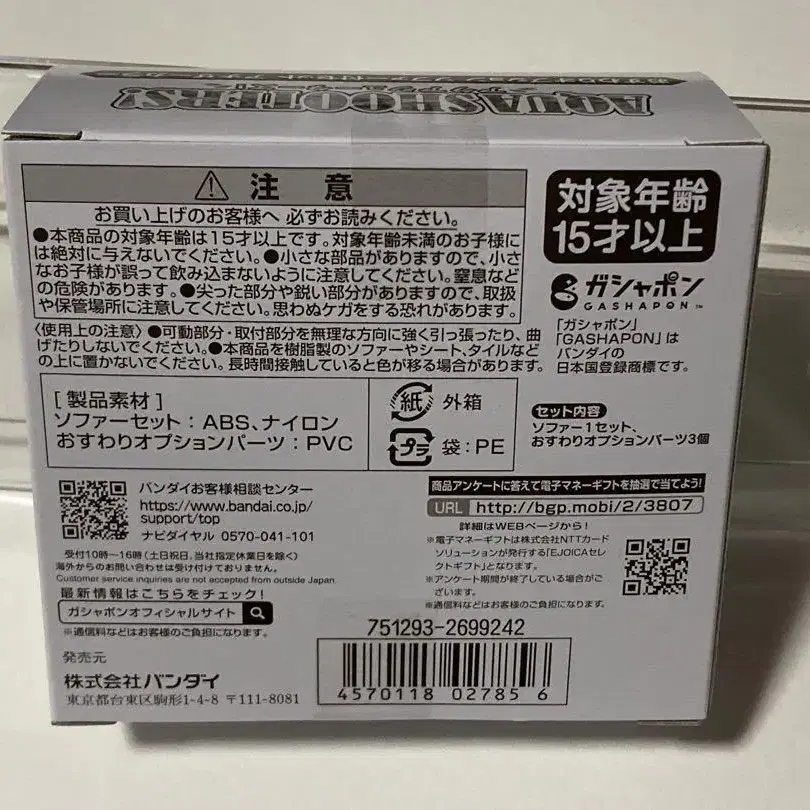 AQUA SHOOTERS!
⚠ 注意
お買い上げのお客様へ 必ずお読みください。
●本商品の対象年齢は15才以上です。対象年齢未満のお子様に
は絶対に与えないでください。●小さな部品がありますので、小さ
なお子様が誤って飲み込まないように注意してください。窒息など
の危険があります。●尖った部分や鋭い部分がありますので、取扱
や保管場所に注意してください。思わぬケガをする恐れがあります。
〈使用上の注意〉●可動部分・取付部分を無理な方向に強く引っ張ったり、曲
げたりしないでください。●本商品を樹脂製のソファーやシート、タイルなど
の上に置かないでください。長時間接触していると色が移る場合があります。
対象年齢
15才以上
ガシャポン
GASHAPON™
「ガシャポン」
「GASHAPON」は
バンダイの
日本国登録商標です。
[製品素材]
ソファーセット：ABS、ナイロン
おすわりオプションパーツ：PVC
紙 外箱
プラ 袋：PE
セット内容
ソファー1セット、
おすわりオプションパーツ3個
バンダイお客様相談センター
https://www.bandai.co.jp/
support/top
ナビダイヤル 0570-041-101
受付10時〜16時(土日祝日、当社指定休業日を除く)
海外からのお問い合わせは受け付けておりません。
Customer service inquiries are not accepted from outside Japan.
最新情報はこちらをチェック!
ガシャポンオフィシャルサイト
※通信料などはお客様のご負担になります。
商品アンケートに答えて電子マネーギフトを抽選で当てよう!
URL http://bgp.mobi/2/3807
詳細はWEBページから!
※電子マネーギフトは株式会社NTTカード
ソリューションが発行する「EJOICAセレ
クトギフト」となります。
※アンケート期間が終了している場合がご
ざいます。
※通信料などはお客様のご負担になります。
発売元
株式会社バンダイ
東京都台東区駒形1-4-8 〒111-8081
751293-2699242
4570118 02785 6